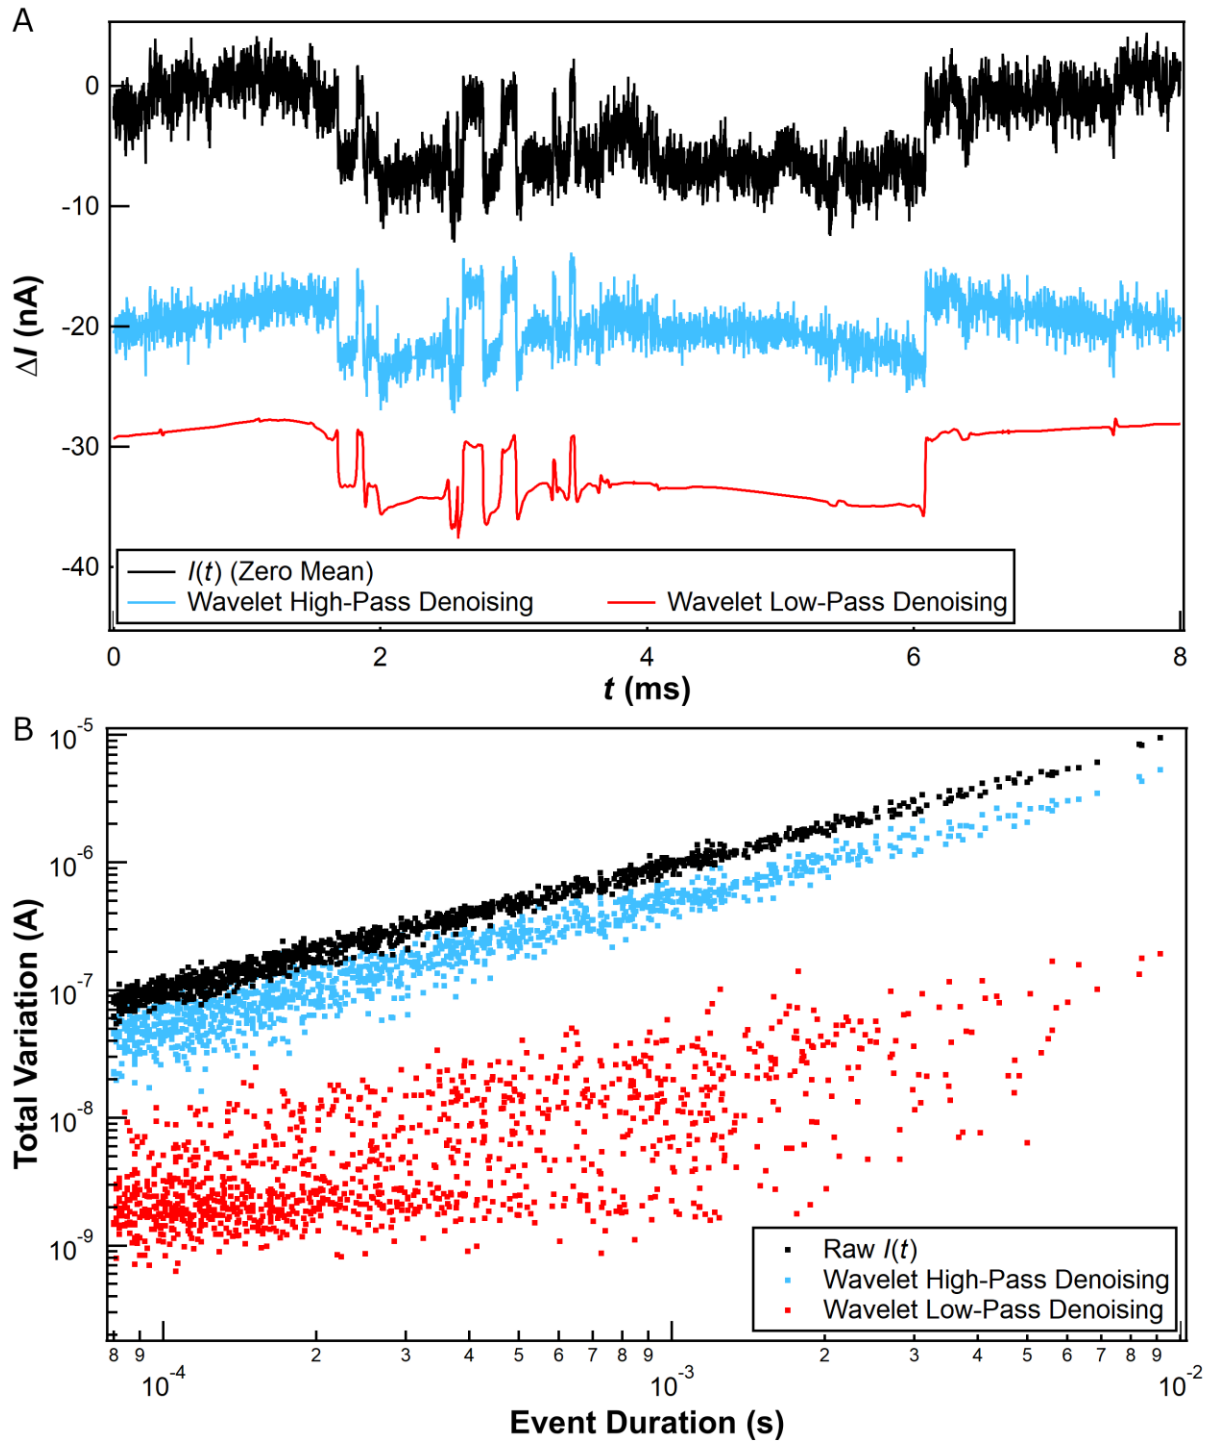 A
0
-10
-20
-30
-40
ΔI (nA)
I(t) (Zero Mean)
Wavelet High-Pass Denoising
Wavelet Low-Pass Denoising
0 2 4 6 8
t (ms)
B
10⁻⁵
10⁻⁶
10⁻⁷
10⁻⁸
10⁻⁹
Total Variation (A)
Raw I(t)
Wavelet High-Pass Denoising
Wavelet Low-Pass Denoising
8 9 2 3 4 5 6 7 8 9 2 3 4 5 6 7 8 9
10⁻⁴ 10⁻³ 10⁻²
Event Duration (s)